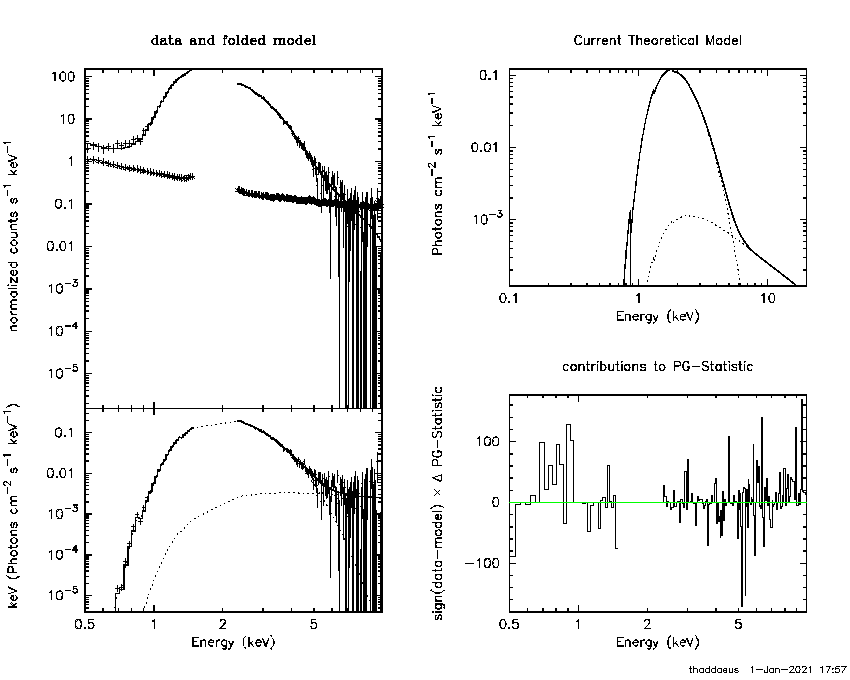 data and folded model
normalized counts s⁻¹ keV⁻¹
100
10
1
0.1
0.01
10⁻³
10⁻⁴
10⁻⁵
keV (Photons cm⁻² s⁻¹ keV⁻¹)
0.1
0.01
10⁻³
10⁻⁴
10⁻⁵
0.5 1 2 5
Energy (keV)
Current Theoretical Model
Photons cm⁻² s⁻¹ keV⁻¹
0.1
0.01
10⁻³
0.1 1 10
Energy (keV)
contributions to PG-Statistic
sign(data-model) × Δ PG-Statistic
100
0
-100
0.5 1 2 5
Energy (keV)
thaddaeus 1-Jan-2021 17:57